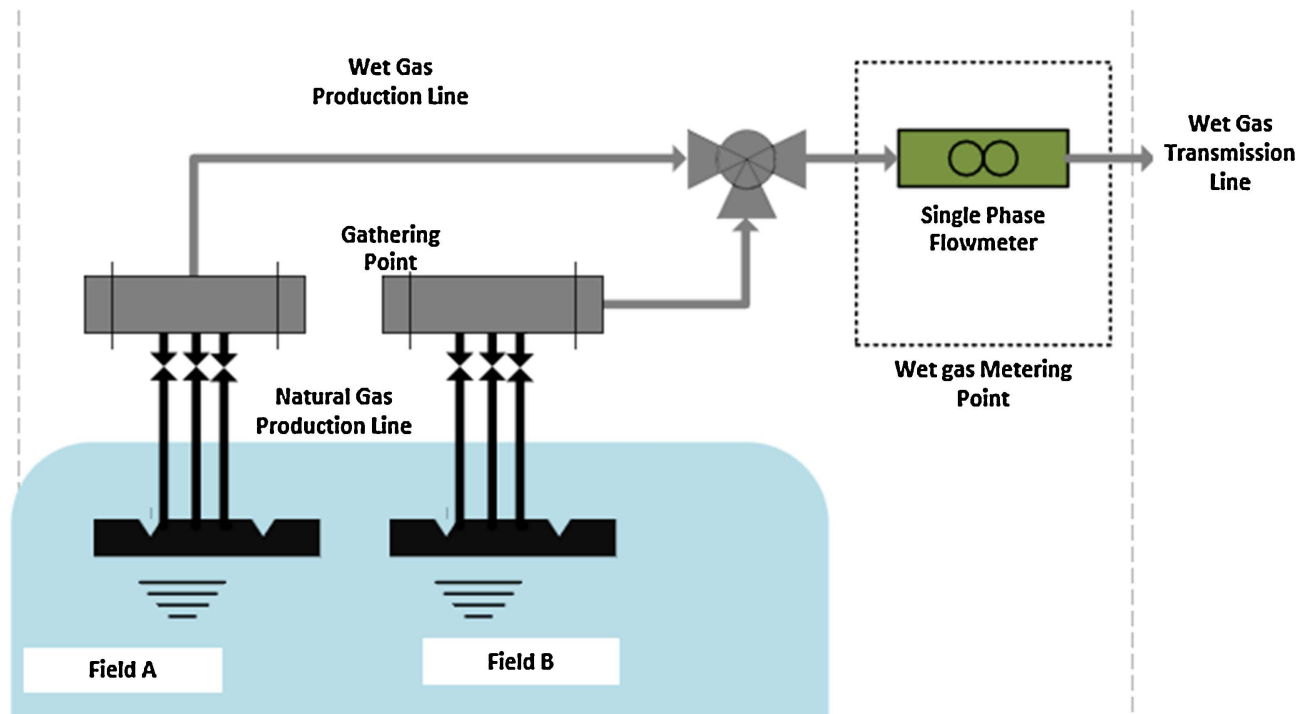 Wet Gas
Production Line
Wet Gas
Transmission
Line
Single Phase
Flowmeter
Gathering
Point
Wet gas Metering
Point
Natural Gas
Production Line
Field A
Field B